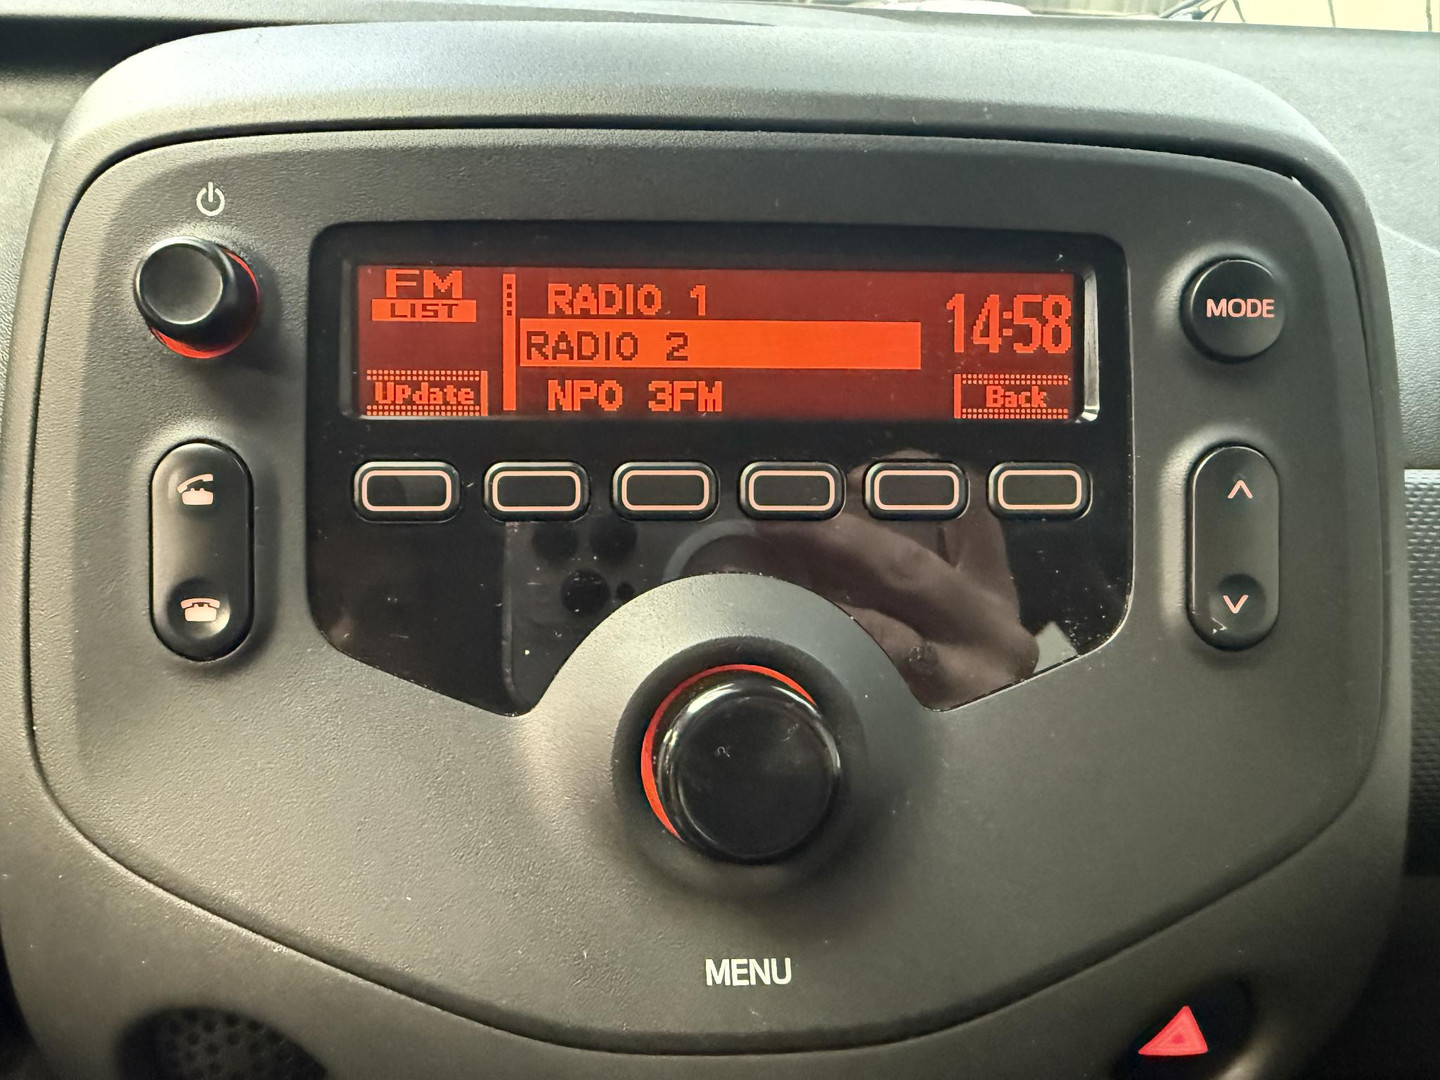 FM
LIST
RADIO 1
RADIO 2
NPO 3FM
14:58
Update
Back
MODE
MENU